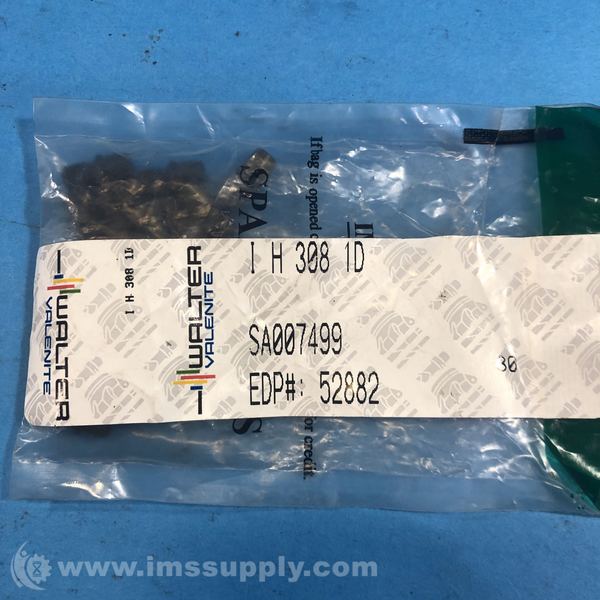 If bag is opened
SPA
S
for credit.
WALTER
VALENITE
I H 308 1D
WALTER
VALENITE
I H 308 1D
SA007499
EDP#: 52882
30
www.imssupply.com